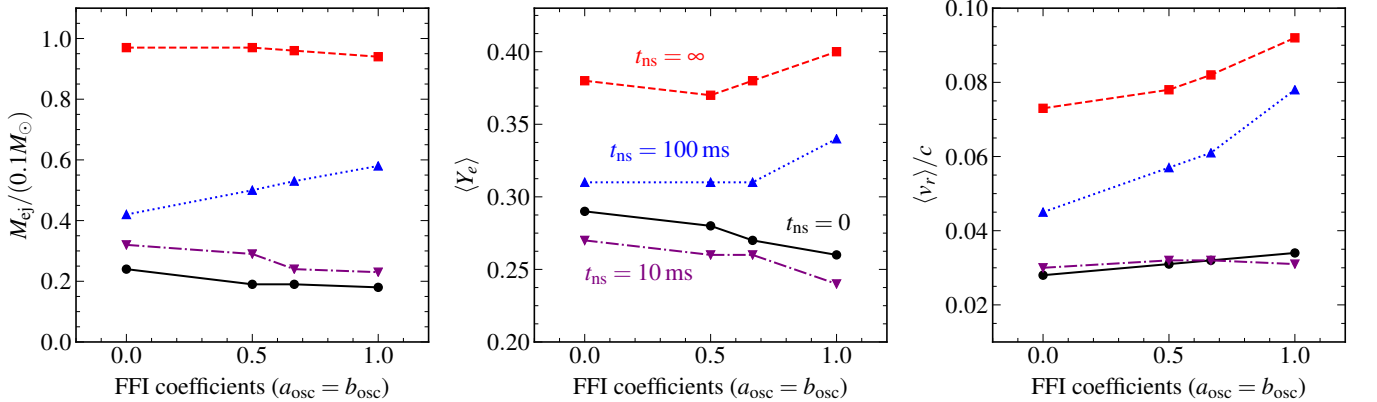 M_ej/(0.1M_⊙)
1.0
0.8
0.6
0.4
0.2
0.0
0.0 0.5 1.0
FFI coefficients (a_osc = b_osc)
⟨Y_e⟩
0.40
0.35
0.30
0.25
0.20
t_ns = ∞
t_ns = 100 ms
t_ns = 0
t_ns = 10 ms
0.0 0.5 1.0
FFI coefficients (a_osc = b_osc)
⟨v_r⟩/c
0.10
0.08
0.06
0.04
0.02
0.0 0.5 1.0
FFI coefficients (a_osc = b_osc)